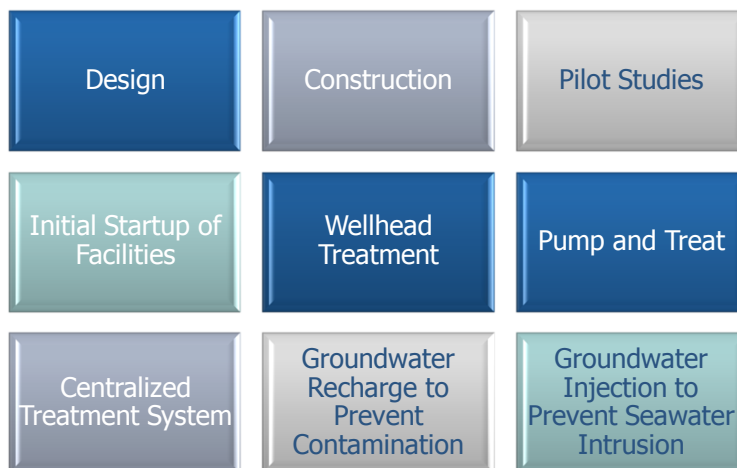 Design
Construction
Pilot Studies
Initial Startup of
Facilities
Wellhead
Treatment
Pump and Treat
Centralized
Treatment System
Groundwater
Recharge to
Prevent
Contamination
Groundwater
Injection to
Prevent Seawater
Intrusion